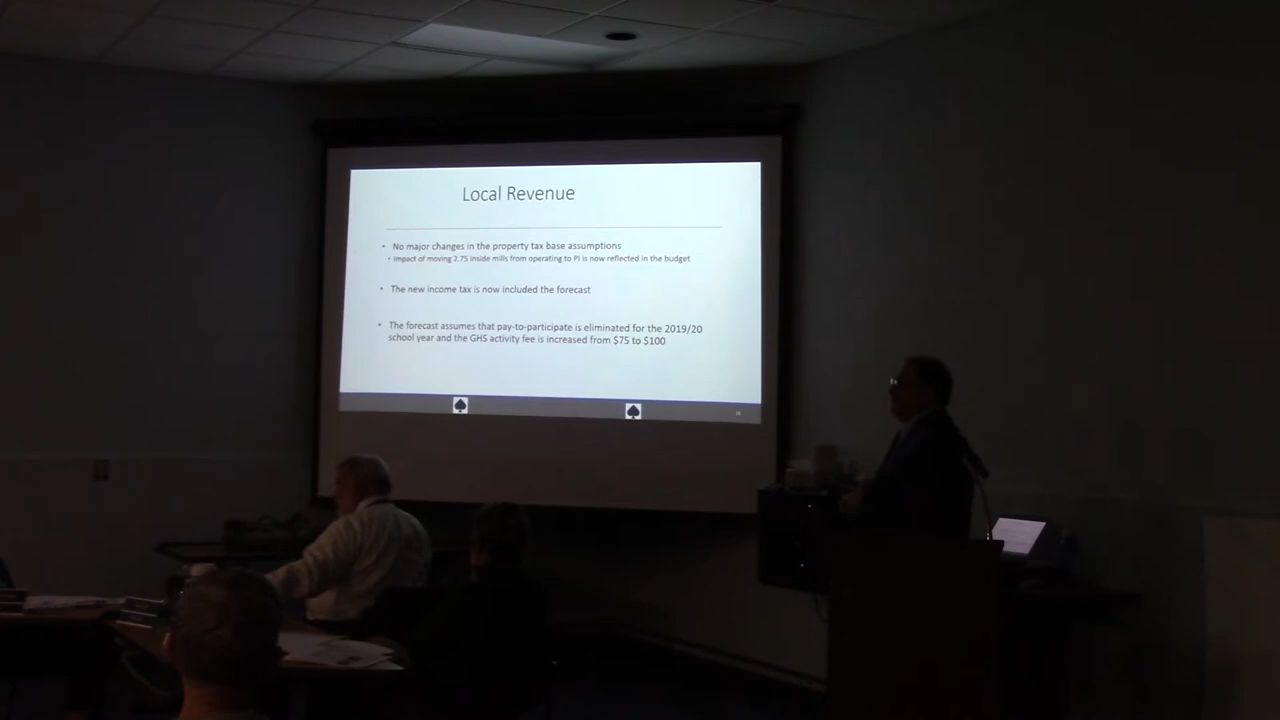 Local Revenue
• No major changes in the property tax base assumptions
• Impact of moving 2.75 inside mills from operating to PI is now reflected in the budget
• The new income tax is now included the forecast
• The forecast assumes that pay-to-participate is eliminated for the 2019/20
school year and the GHS activity fee is increased from $75 to $100